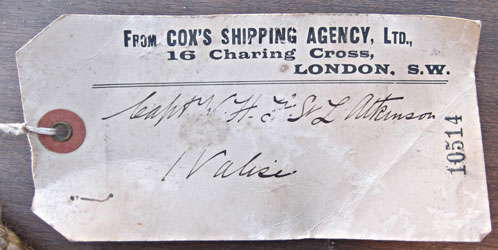 From COX'S SHIPPING AGENCY, Ltd.,
16 Charing Cross,
LONDON, S.W.
Capt W. H. J. St L Atkinson
1 Valise
10514